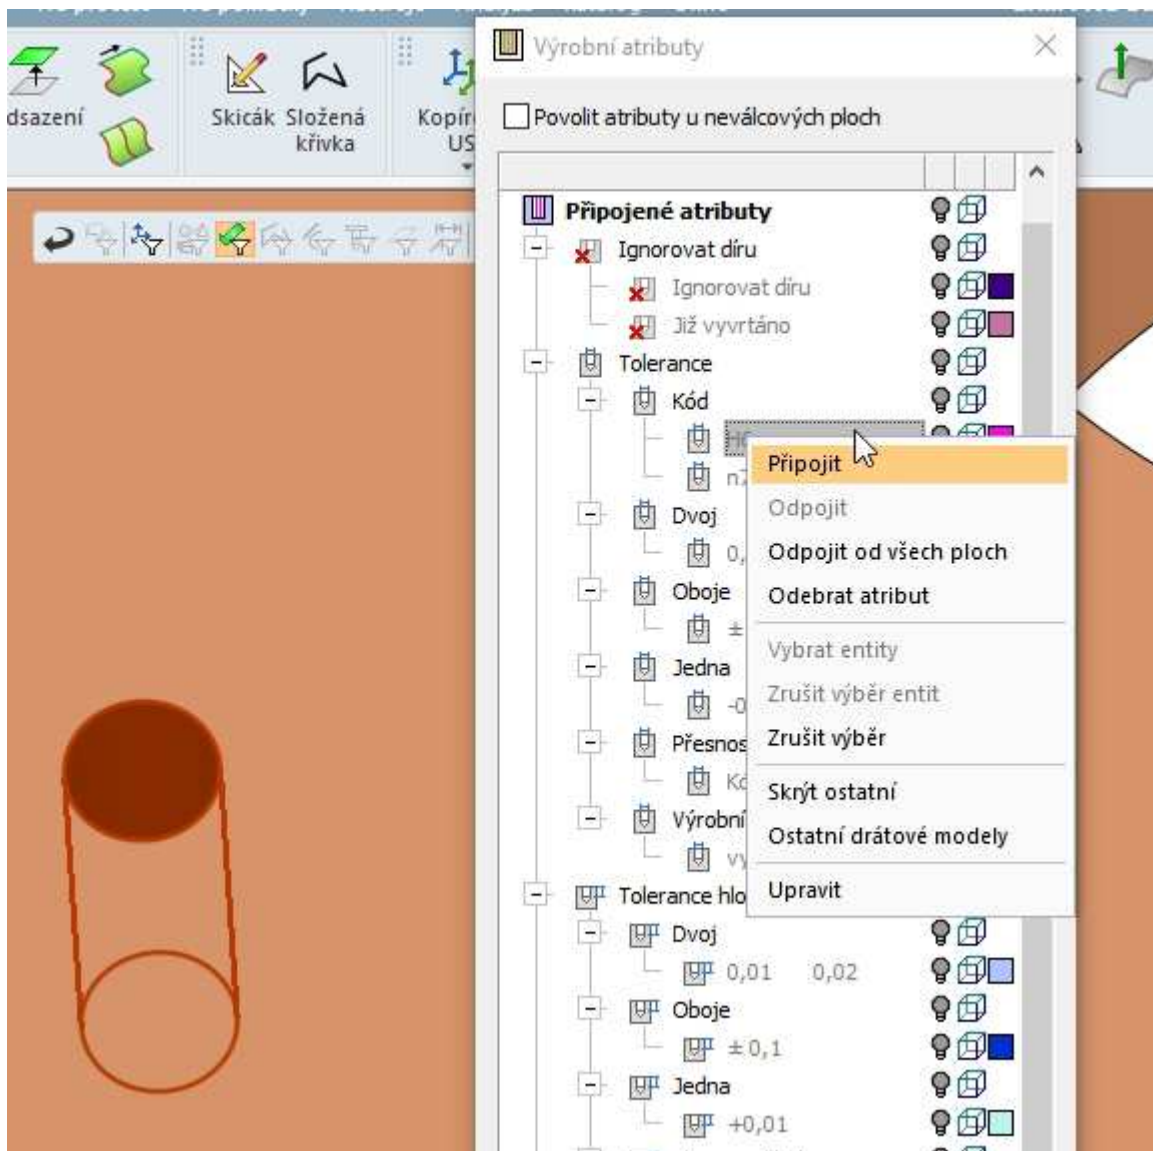 Výrobní atributy
dsazení
Skicák
Složená
křivka
Povolit atributy u neválcových ploch
Připojené atributy
Ignorovat díru
Ignorovat díru
Již vyvrtáno
Tolerance
Kód
Připojit
Odpojit
Dvoj
Odpojit od všech ploch
Oboje
Odebrat atribut
±
Vybrat entity
Jedna
Zrušit výběr entit
Zrušit výběr
Skrýt ostatní
Výrobní
Ostatní drátové modely
Upravit
Tolerance hlo
Dvoj
0,01 0,02
Oboje
± 0,1
Jedna
+0,01